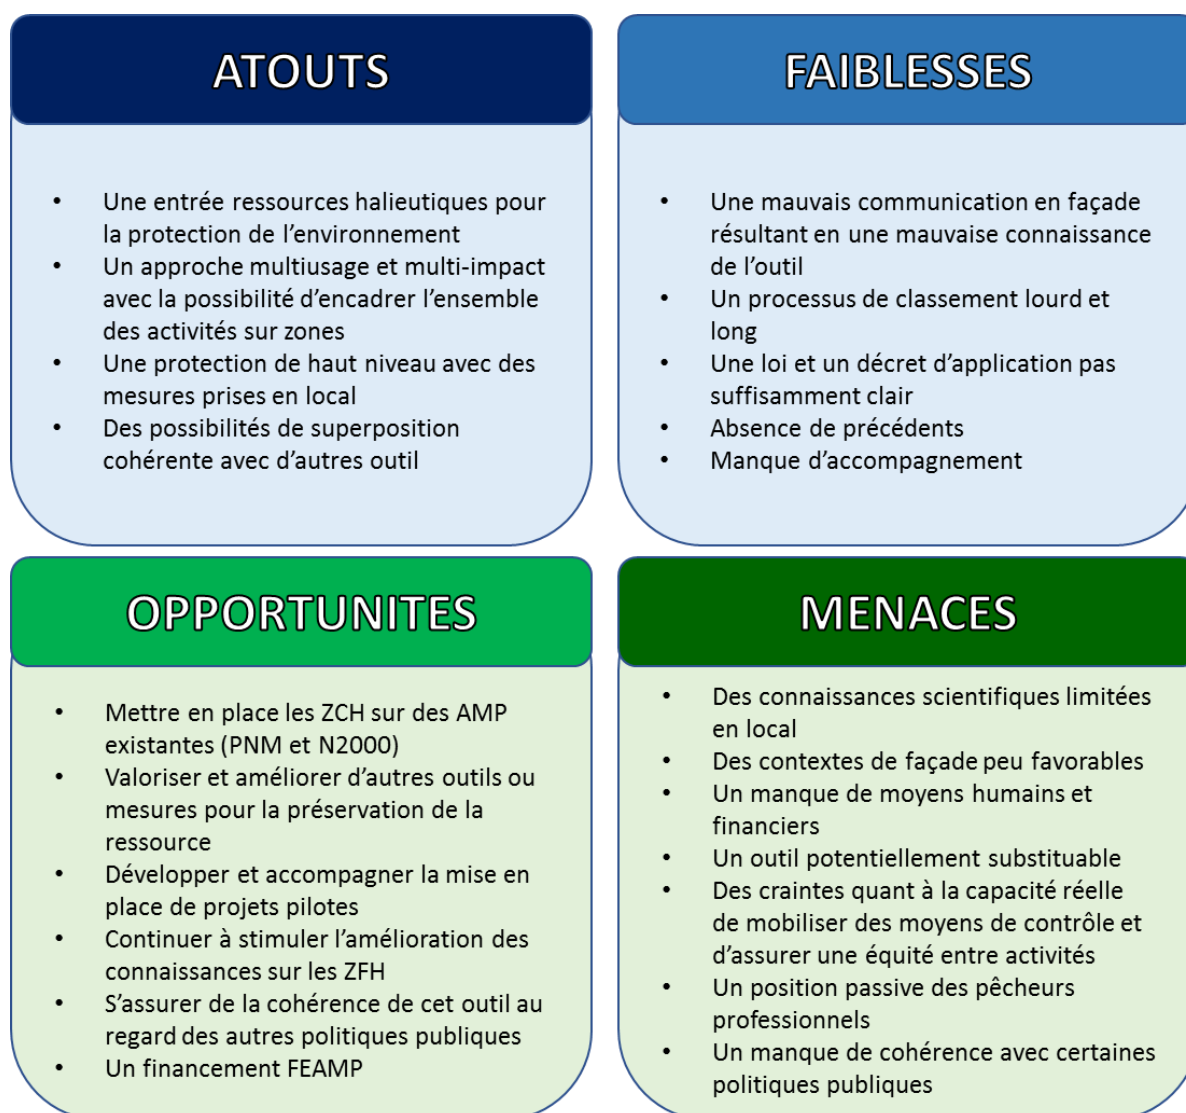 ATOUTS
• Une entrée ressources halieutiques pour
la protection de l’environnement
• Un approche multiusage et multi-impact
avec la possibilité d’encadrer l’ensemble
des activités sur zones
• Une protection de haut niveau avec des
mesures prises en local
• Des possibilités de superposition
cohérente avec d’autres outil
FAIBLESSES
• Une mauvais communication en façade
résultant en une mauvaise connaissance
de l’outil
• Un processus de classement lourd et
long
• Une loi et un décret d’application pas
suffisamment clair
• Absence de précédents
• Manque d’accompagnement
OPPORTUNITES
• Mettre en place les ZCH sur des AMP
existantes (PNM et N2000)
• Valoriser et améliorer d’autres outils ou
mesures pour la préservation de la
ressource
• Développer et accompagner la mise en
place de projets pilotes
• Continuer à stimuler l’amélioration des
connaissances sur les ZFH
• S’assurer de la cohérence de cet outil au
regard des autres politiques publiques
• Un financement FEAMP
MENACES
• Des connaissances scientifiques limitées
en local
• Des contextes de façade peu favorables
• Un manque de moyens humains et
financiers
• Un outil potentiellement substituable
• Des craintes quant à la capacité réelle
de mobiliser des moyens de contrôle et
d’assurer une équité entre activités
• Un position passive des pêcheurs
professionnels
• Un manque de cohérence avec certaines
politiques publiques